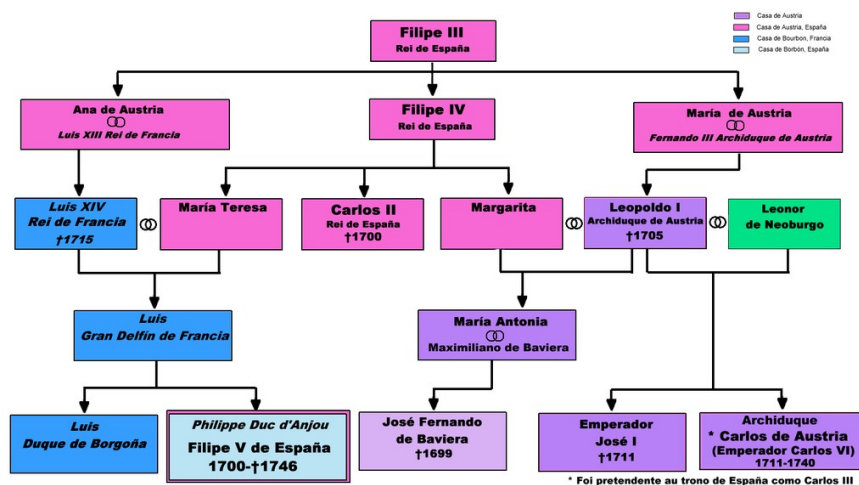 Filipe III
Rei de España
Casa de Austria
Casa de Austria, España
Casa de Bourbon, Francia
Casa de Borbón, España
Ana de Austria
Luis XIII Rei de Francia
Filipe IV
Rei de España
María de Austria
Fernando III Archiduque de Austria
Luis XIV
Rei de Francia
†1715
María Teresa
Carlos II
Rei de España
†1700
Margarita
Leopoldo I
Archiduque de Austria
†1705
Leonor
de Neoburgo
Luis
Gran Delfín de Francia
María Antonia
Maximiliano de Baviera
Luis
Duque de Borgoña
Philippe Duc d'Anjou
Filipe V de España
1700-†1746
José Fernando
de Baviera
†1699
Emperador
José I
†1711
Archiduque
* Carlos de Austria
(Emperador Carlos VI)
1711-1740
* Foi pretendente au trono de España como Carlos III